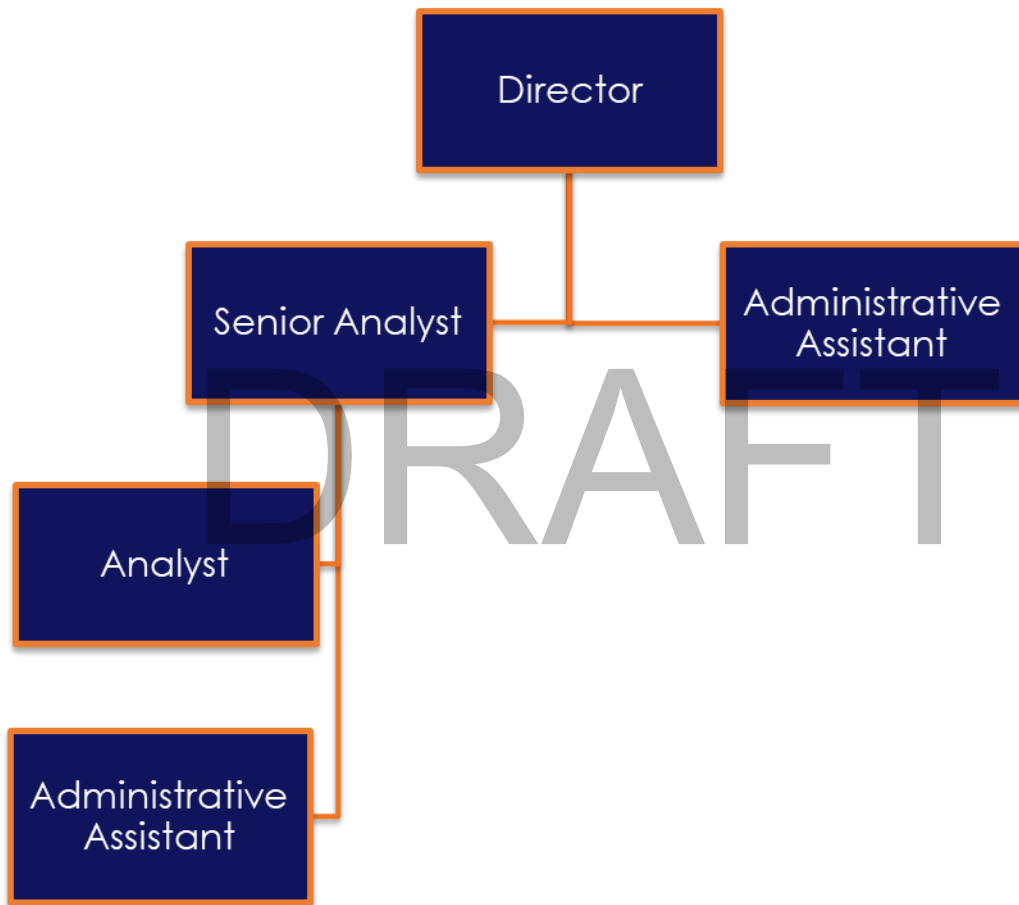 Director
Senior Analyst
Administrative
Assistant
DRAFT
Analyst
Administrative
Assistant